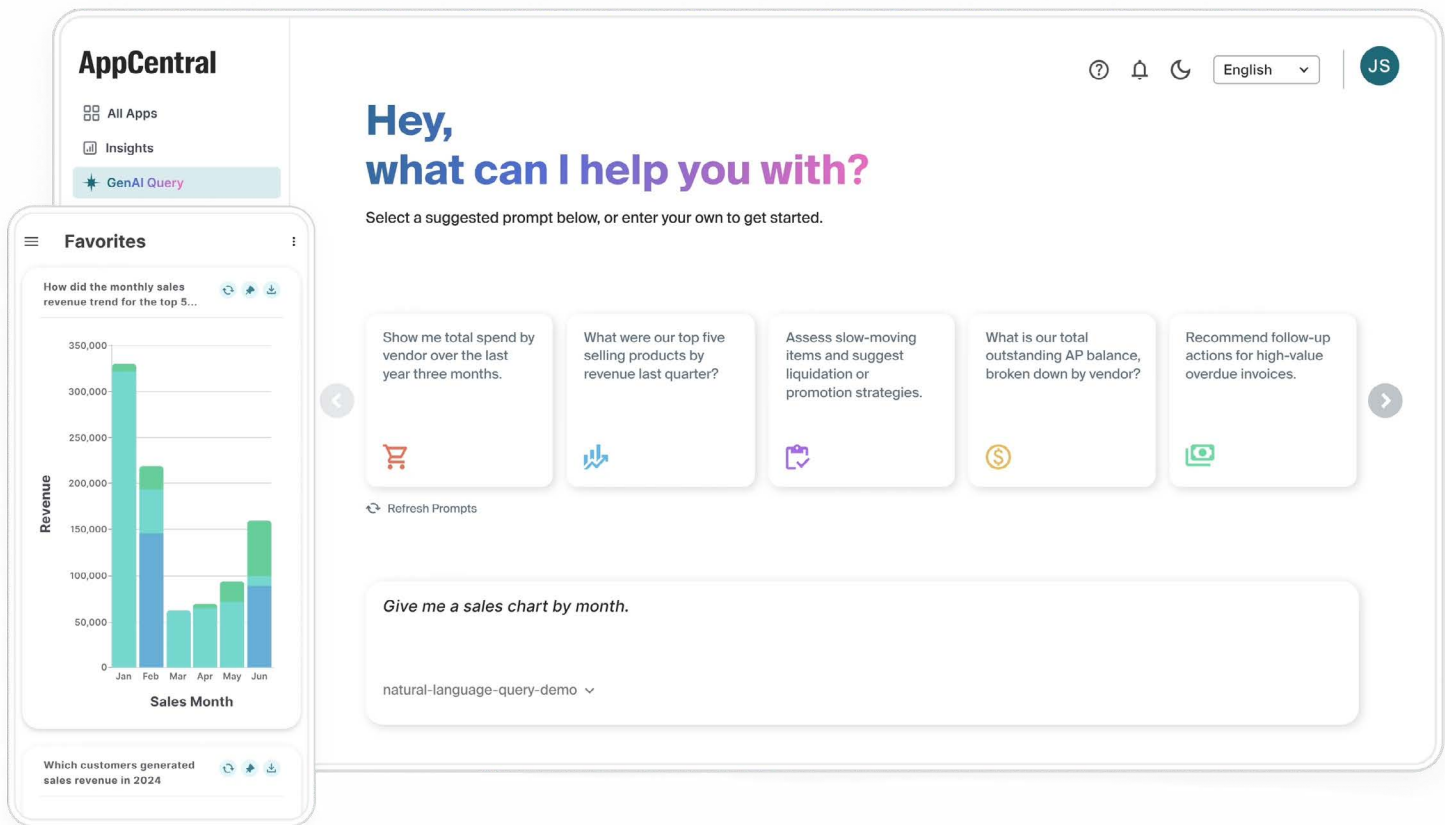 AppCentral
All Apps
Insights
GenAI Query
English
JS
Hey,
what can I help you with?
Select a suggested prompt below, or enter your own to get started.
Show me total spend by
vendor over the last
year three months.
What were our top five
selling products by
revenue last quarter?
Assess slow-moving
items and suggest
liquidation or
promotion strategies.
What is our total
outstanding AP balance,
broken down by vendor?
Recommend follow-up
actions for high-value
overdue invoices.
Refresh Prompts
Give me a sales chart by month.
natural-language-query-demo
Favorites
How did the monthly sales
revenue trend for the top 5...
Revenue
350,000
300,000
250,000
200,000
150,000
100,000
50,000
0
Jan Feb Mar Apr May Jun
Sales Month
Which customers generated
sales revenue in 2024